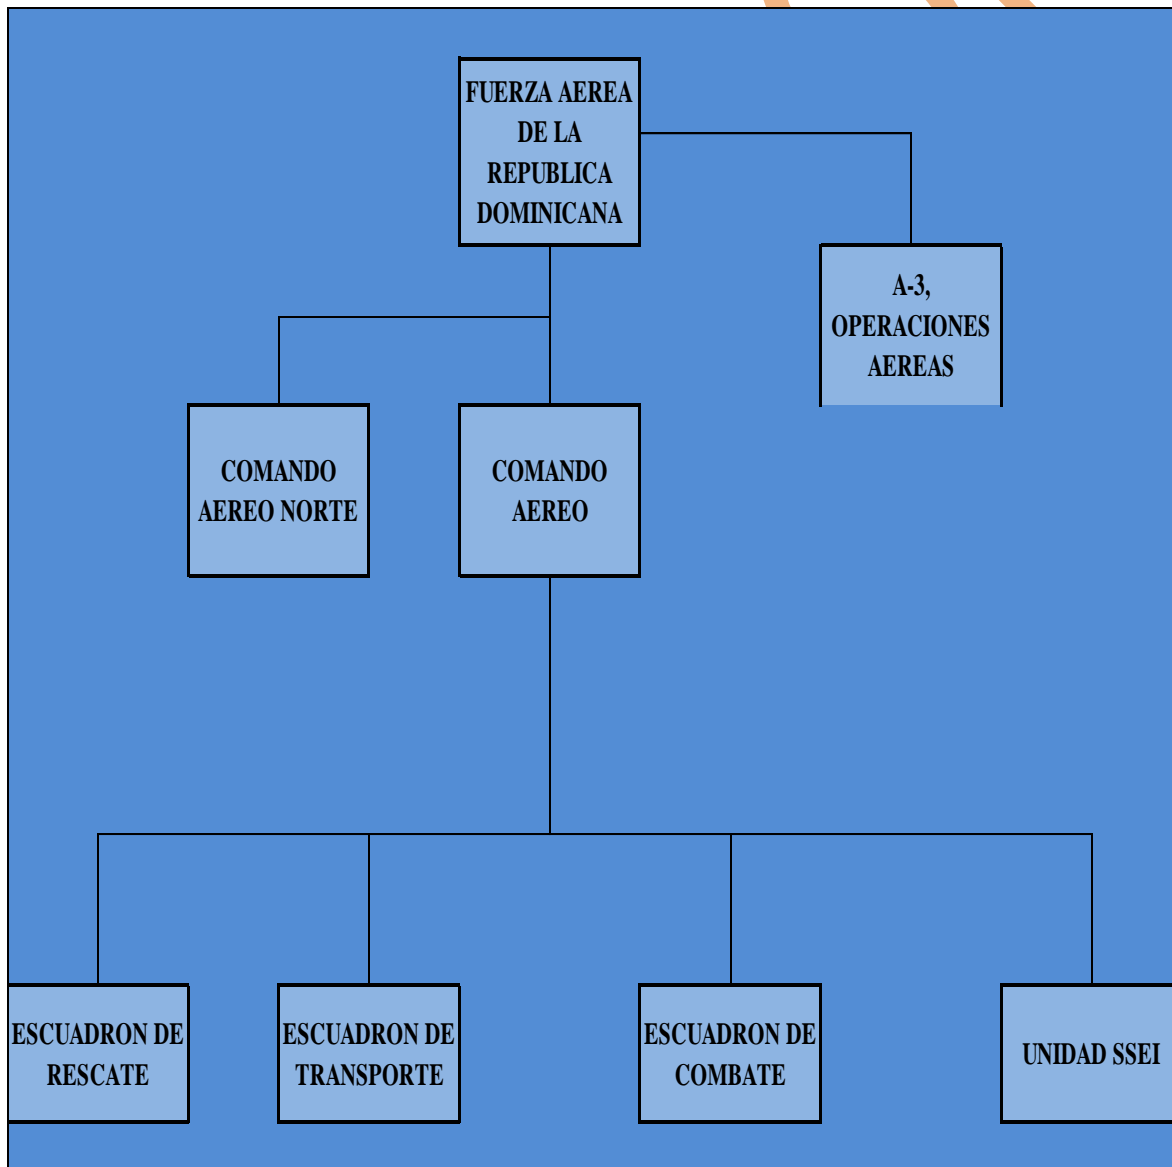 FUERZA AEREA
DE LA
REPUBLICA
DOMINICANA
A-3,
OPERACIONES
AEREAS
COMANDO
AEREO NORTE
COMANDO
AEREO
ESCUADRON DE
RESCATE
ESCUADRON DE
TRANSPORTE
ESCUADRON DE
COMBATE
UNIDAD SSEI